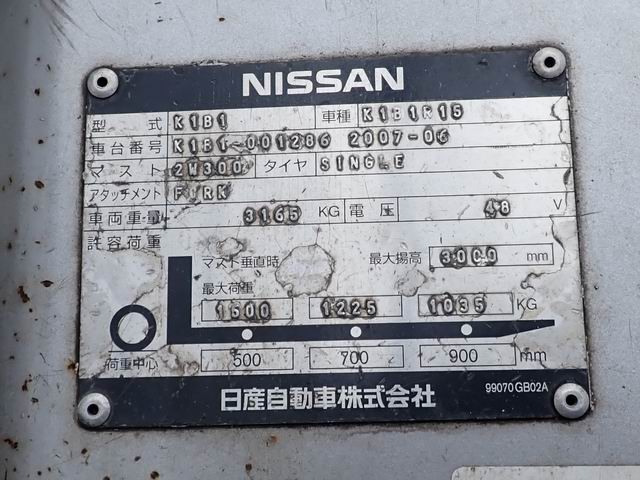 NISSAN
型 式 K1B1 車種 K1B1R15
車台番号 K1B1-001286 2007-06
マスト 2W300 タイヤ SINGLE
アタッチメント FORK
車両重量 3165 KG 電圧 48 V
許容荷重
マスト垂直時 最大揚高 3000 mm
最大荷重
1500 1225 1035 KG
荷重中心 500 700 900 mm
日産自動車株式会社 99070GB02A